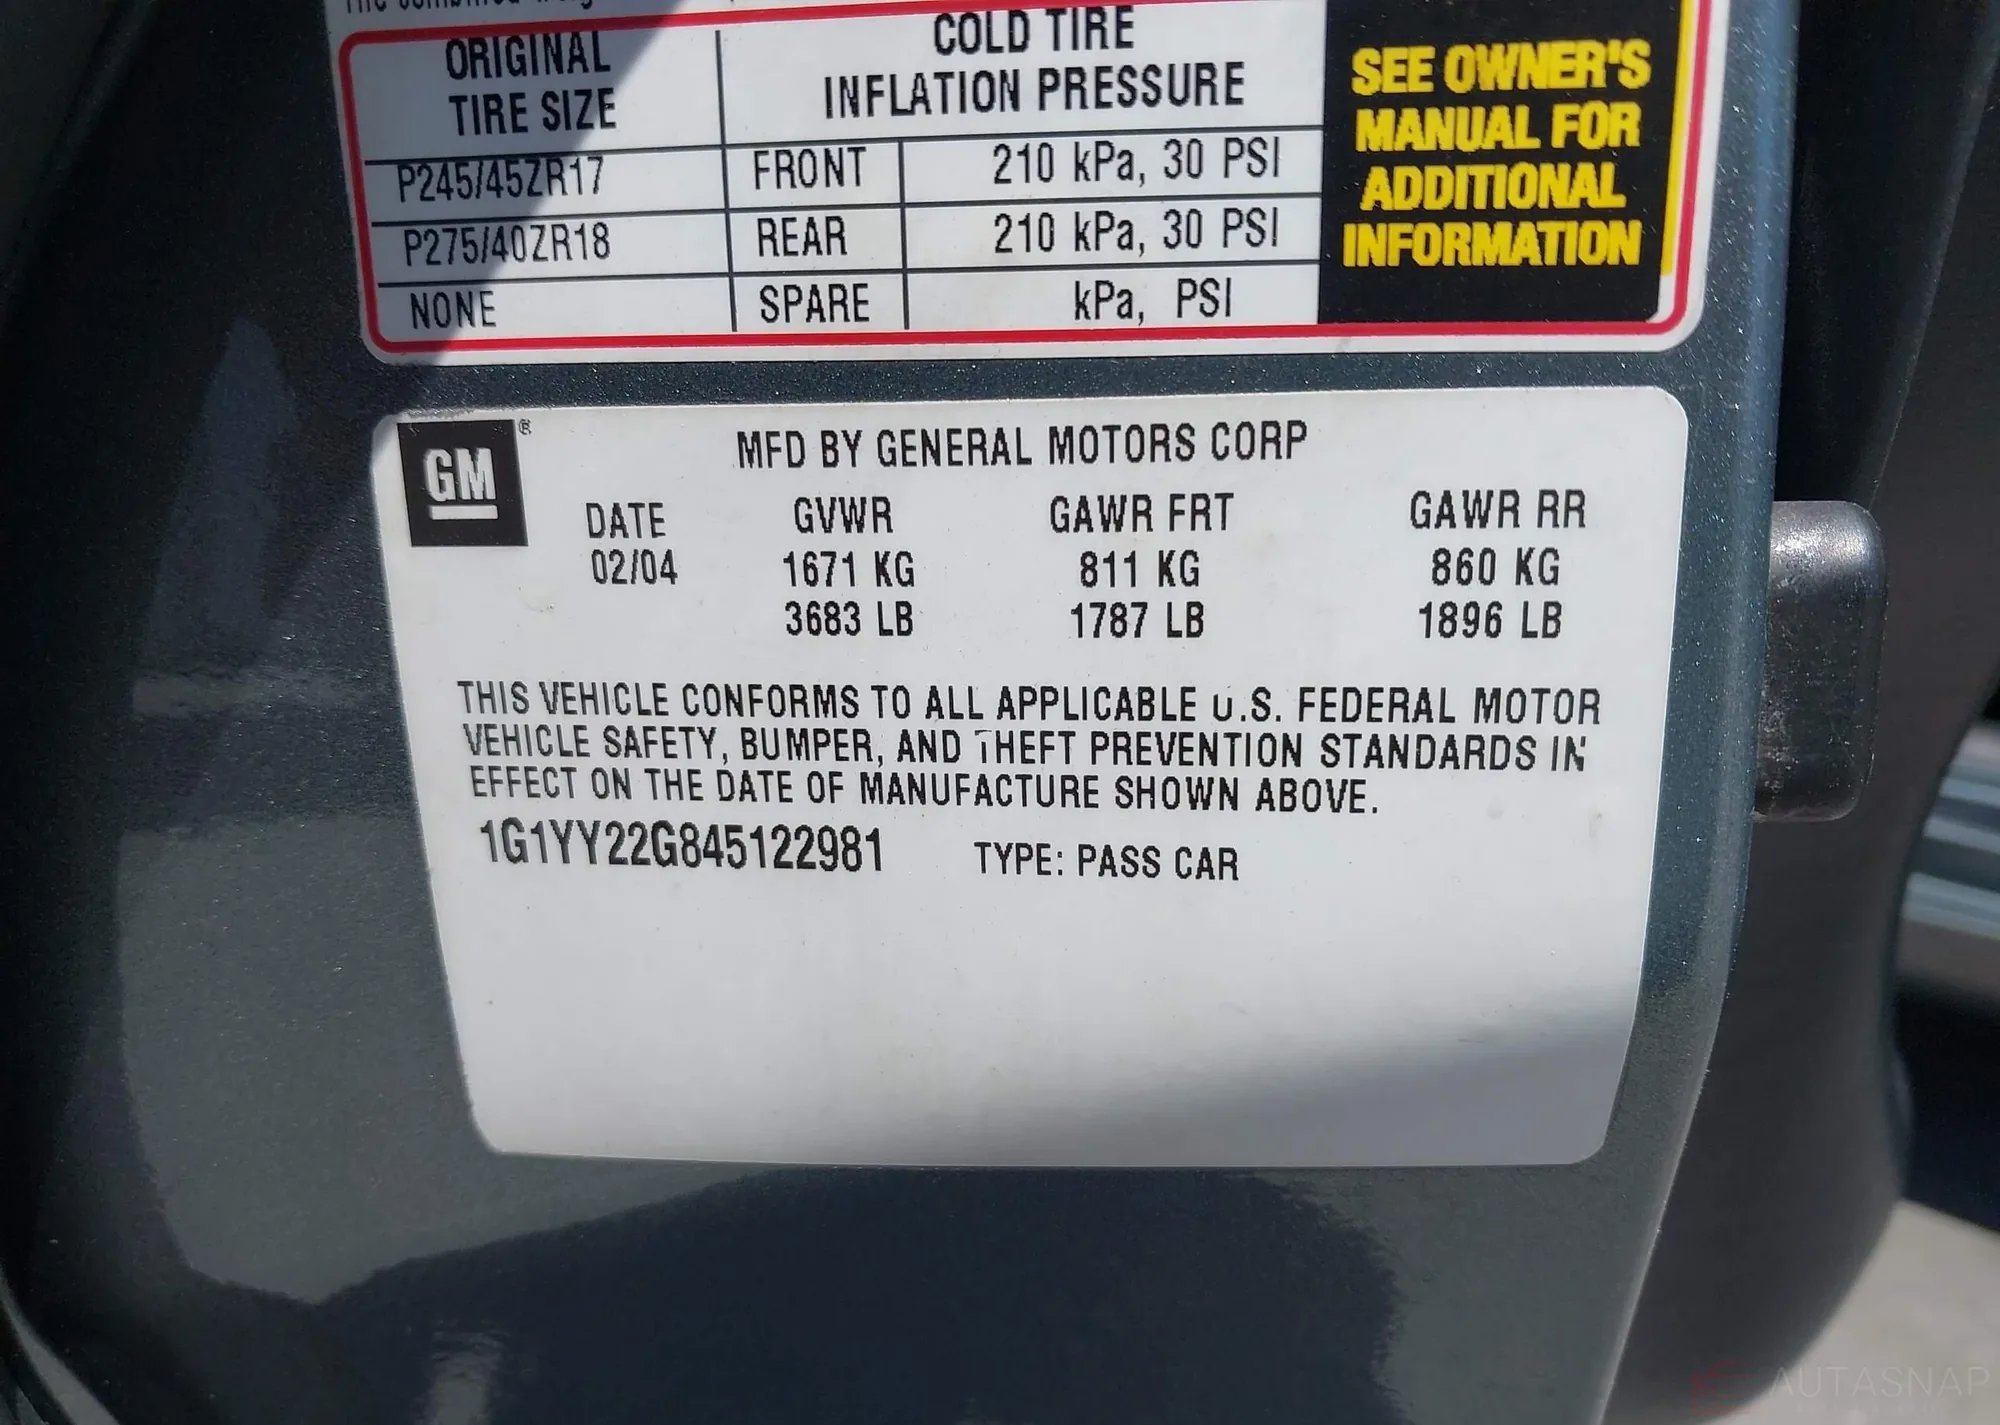 The combined
ORIGINAL TIRE SIZE
COLD TIRE INFLATION PRESSURE
P245/45ZR17 FRONT 210 kPa, 30 PSI
P275/40ZR18 REAR 210 kPa, 30 PSI
NONE SPARE kPa, PSI
SEE OWNER'S
MANUAL FOR
ADDITIONAL
INFORMATION
GM ®
MFD BY GENERAL MOTORS CORP
DATE GVWR GAWR FRT GAWR RR
02/04 1671 KG 811 KG 860 KG
3683 LB 1787 LB 1896 LB
THIS VEHICLE CONFORMS TO ALL APPLICABLE U.S. FEDERAL MOTOR
VEHICLE SAFETY, BUMPER, AND THEFT PREVENTION STANDARDS IN
EFFECT ON THE DATE OF MANUFACTURE SHOWN ABOVE.
1G1YY22G845122981 TYPE: PASS CAR
AUTASNAP